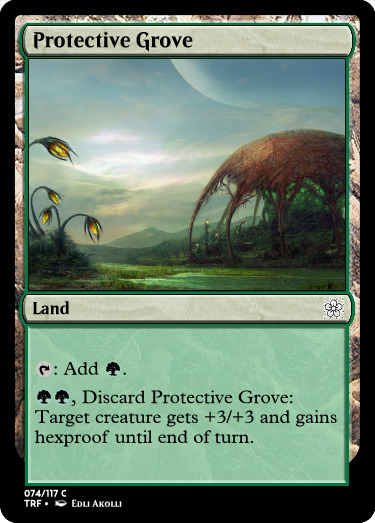 Protective Grove
Land
: Add .
, Discard Protective Grove:
Target creature gets +3/+3 and gains
hexproof until end of turn.
074/117 C
TRF • Edli Akolli